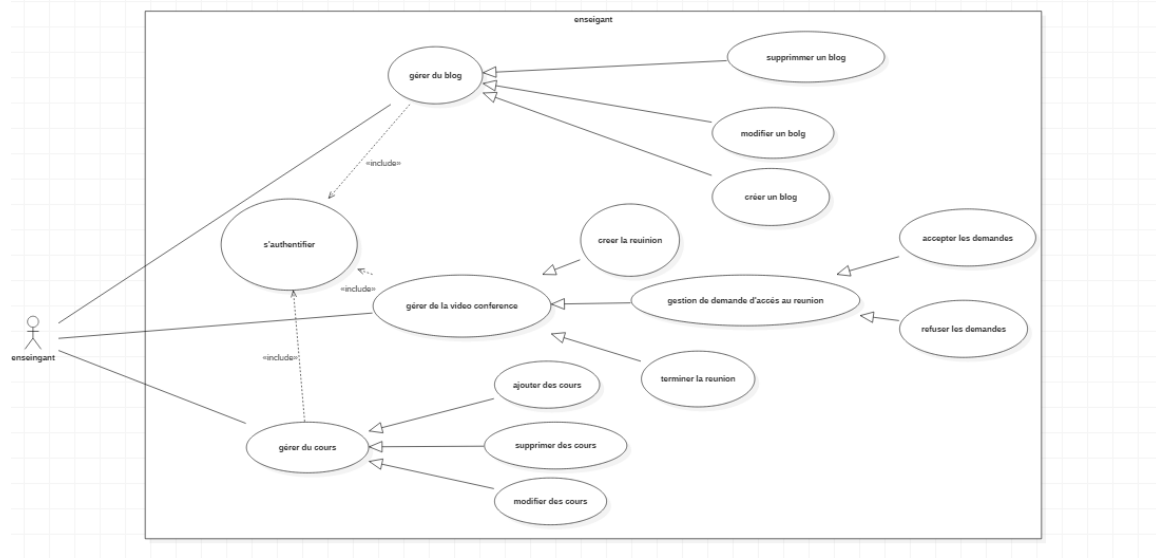 enseigant
gérer du blog
supprimmer un blog
modifier un bolg
créer un blog
«include»
s'authentifier
creer la reuinion
accepter les demandes
«include»
gérer de la video conference
gestion de demande d'accés au reunion
refuser les demandes
enseingant
«include»
terminer la reunion
ajouter des cours
gérer du cours
supprimer des cours
modifier des cours